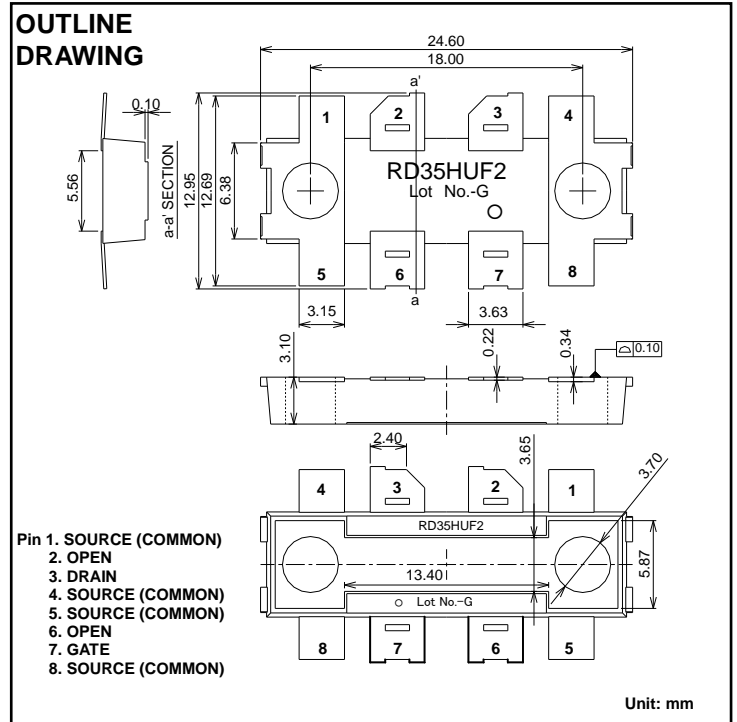 OUTLINE
DRAWING
24.60
18.00
a'
0.10
1
2
3
4
5.56
a-a' SECTION
12.95
12.69
6.38
RD35HUF2
Lot No.-G
5
6
7
8
a
3.15
3.63
3.10
0.22
0.34
0.10
2.40
3.65
3.70
4
3
2
1
RD35HUF2
13.40
5.87
Lot No.-G
8
7
6
5
Pin 1. SOURCE (COMMON)
2. OPEN
3. DRAIN
4. SOURCE (COMMON)
5. SOURCE (COMMON)
6. OPEN
7. GATE
8. SOURCE (COMMON)
Unit: mm